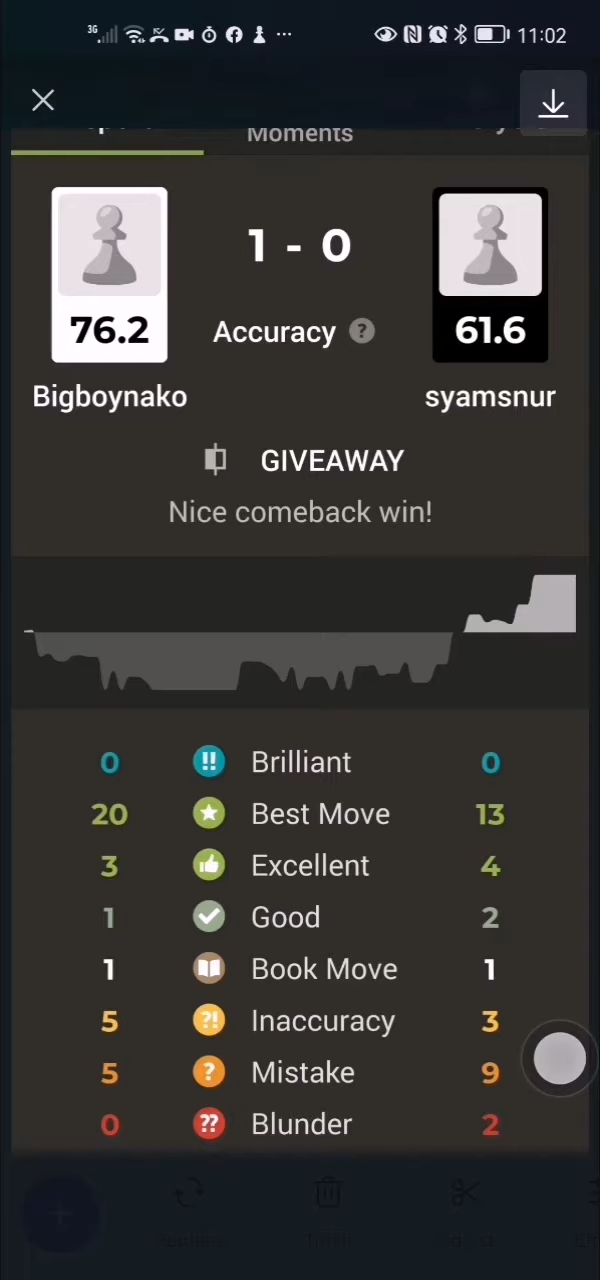 3G 11:02
Moments
1 - 0
76.2 Accuracy ? 61.6
Bigboynako syamsnur
GIVEAWAY
Nice comeback win!
0 !! Brilliant 0
20 Best Move 13
3 Excellent 4
1 Good 2
1 Book Move 1
5 ?! Inaccuracy 3
5 ? Mistake 9
0 ?? Blunder 2